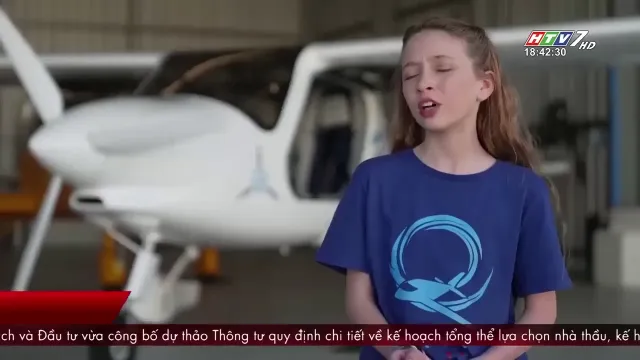 HTV7 HD
18:42:30
ch và Đầu tư vừa công bố dự thảo Thông tư quy định chi tiết về kế hoạch tổng thể lựa chọn nhà thầu, kế h